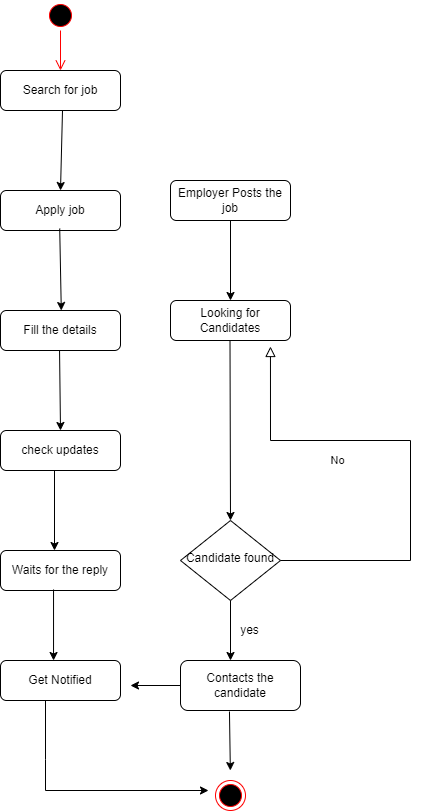 Search for job
Apply job
Employer Posts the
job
Fill the details
Looking for
Candidates
check updates
No
Waits for the reply
Candidate found
yes
Get Notified
Contacts the
candidate